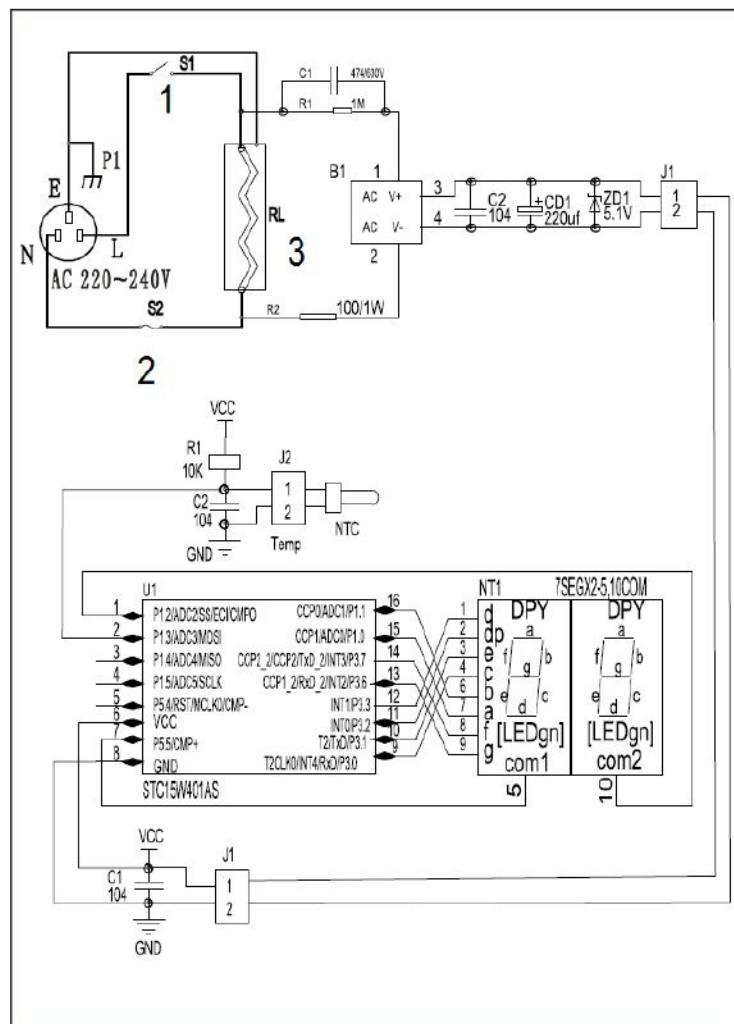 S1
1
C1
474/630V
R1
1M
P1
E
N
L
AC 220~240V
S2
2
RL
3
R2
100/1W
B1
1
AC V+
AC V-
2
3
4
C2
104
CD1
220uf
ZD1
5.1V
J1
1
2
VCC
R1
10K
C2
104
GND
J2
1
2
Temp
NTC
U1
1 P1.2/ADC2/SS/ECI/CMPO
2 P1.3/ADC3/MOSI
3 P1.4/ADC4/MISO
4 P1.5/ADC5/SCLK
5 P5.4/RST/MCLKO/CMP-
6 VCC
7 P5.5/CMP+
8 GND
CCP0/ADC1/P1.1 16
CCP1/ADC0/P1.0 15
CCP2_2/CCP2/TxD_2/INT3/P3.7 14
CCP1_2/RxD_2/INT2/P3.6 13
INT1/P3.3 12
INT0/P3.2 11
T2/TxD/P3.1 10
T2CLKO/INT4/RxD/P3.0 9
STC15W401AS
NT1
7SEGX2-5,10COM
1 d
2 dp
3 e
4 c
6 b
7 a
8 f
9 g
DPY
a
f b
g
e c
d
[LEDgn]
com1
5
DPY
a
f b
g
e c
d
[LEDgn]
com2
10
VCC
C1
104
GND
J1
1
2